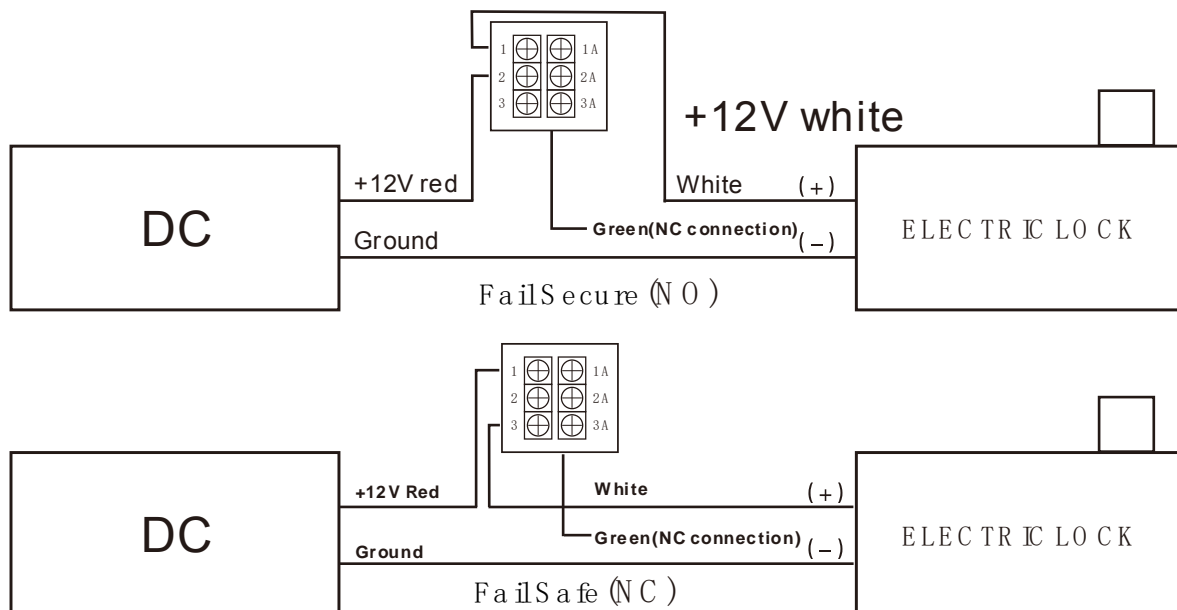 1 1A
2 2A
3 3A
+12V white
+12V red
White (+)
DC
Green(NC connection) (-)
ELECTRIC LOCK
Ground
FailSecure(NO)
1 1A
2 2A
3 3A
+12V Red
White (+)
DC
Green(NC connection) (-)
ELECTRIC LOCK
Ground
FailSafe(NC)